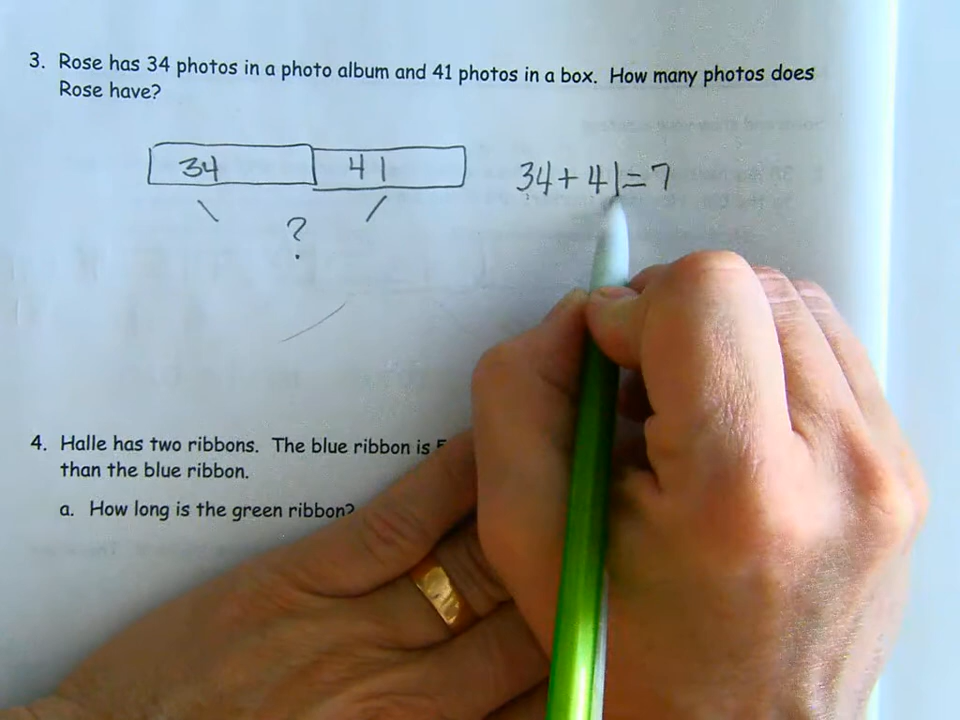 3. Rose has 34 photos in a photo album and 41 photos in a box. How many photos does
Rose have?
34 41 34+41=7
?
4. Halle has two ribbons. The blue ribbon is
than the blue ribbon.
a. How long is the green ribbon?